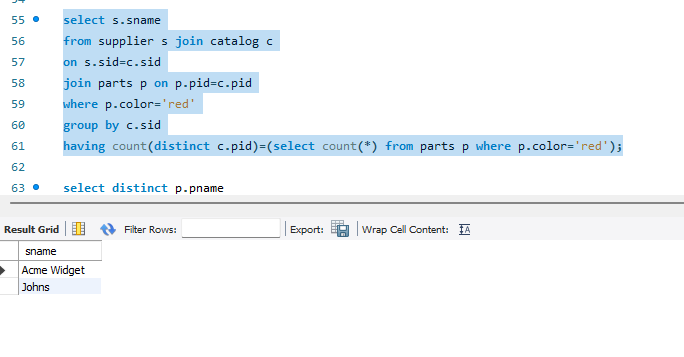 55 select s.sname
56 from supplier s join catalog c
57 on s.sid=c.sid
58 join parts p on p.pid=c.pid
59 where p.color='red'
60 group by c.sid
61 having count(distinct c.pid)=(select count(*) from parts p where p.color='red');
62
63 select distinct p.pname
Result Grid Filter Rows: Export: Wrap Cell Content: IA
sname
Acme Widget
Johns